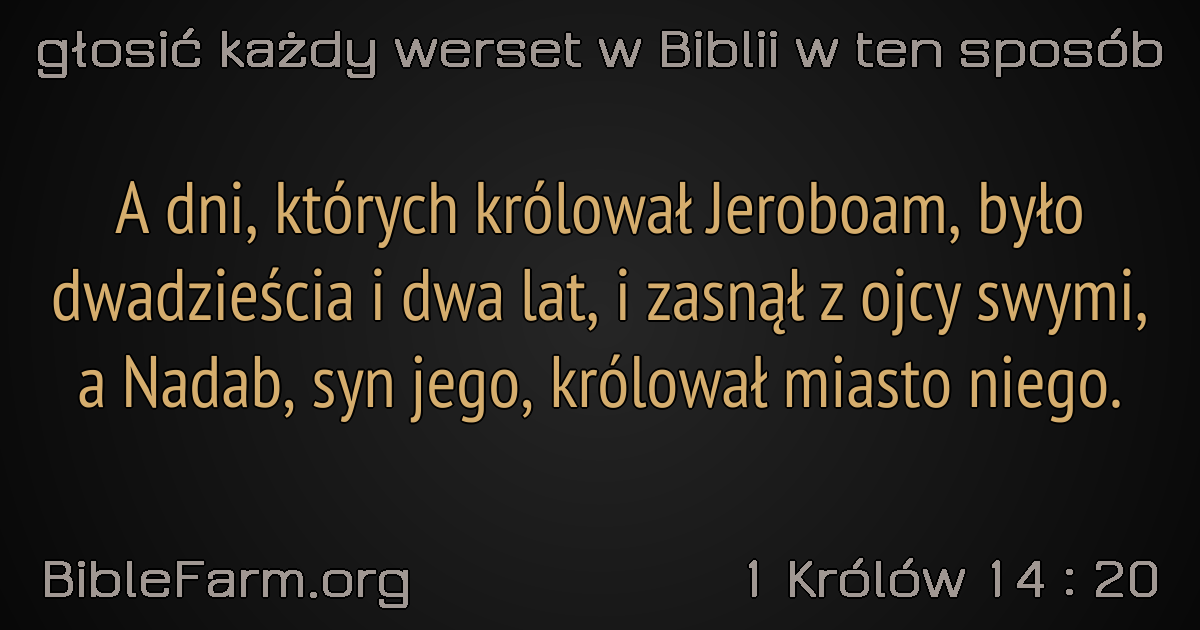 głosić każdy werset w Biblii w ten sposób
A dni, których królował Jeroboam, było
dwadzieścia i dwa lat, i zasnął z ojcy swymi,
a Nadab, syn jego, królował miasto niego.
BibleFarm.org
1 Królów 14 : 20